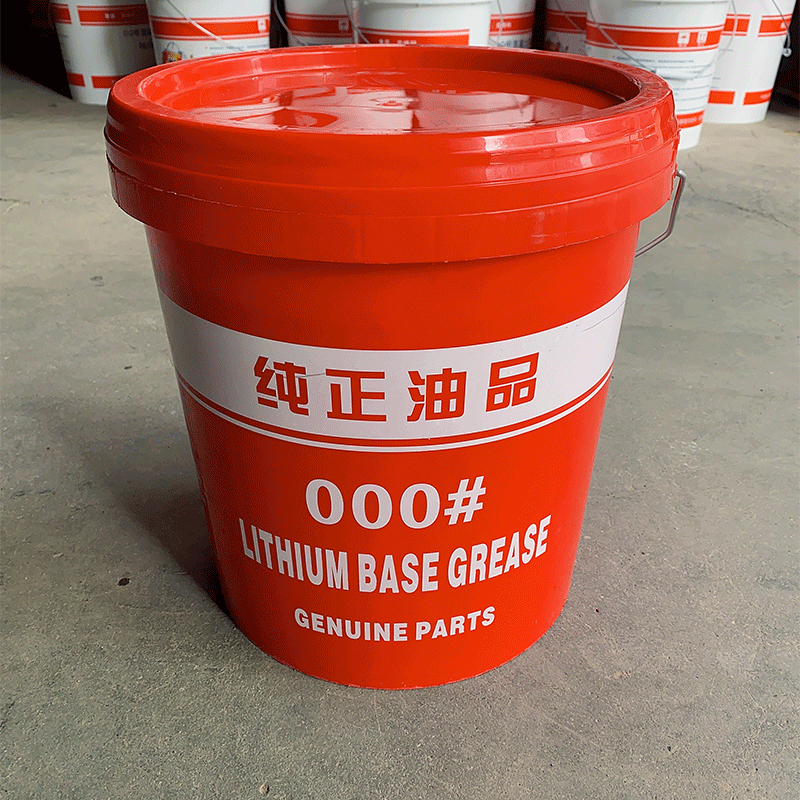 纯正油品
000#
LITHIUM BASE GREASE
GENUINE PARTS